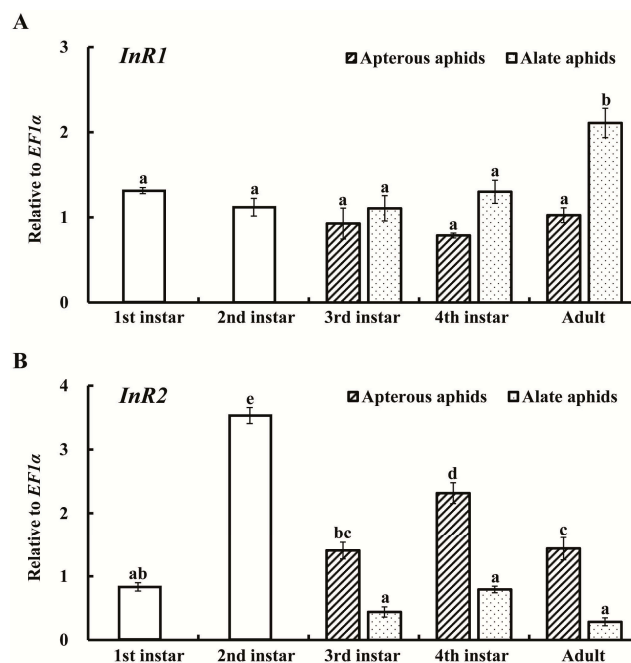 A
InR1
Apterous aphids
Alate aphids
Relative to EF1α
3
2
1
0
a
a
a
a
a
a
a
b
1st instar
2nd instar
3rd instar
4th instar
Adult
B
InR2
Apterous aphids
Alate aphids
Relative to EF1α
4
3
2
1
0
ab
e
bc
a
d
a
c
a
1st instar
2nd instar
3rd instar
4th instar
Adult